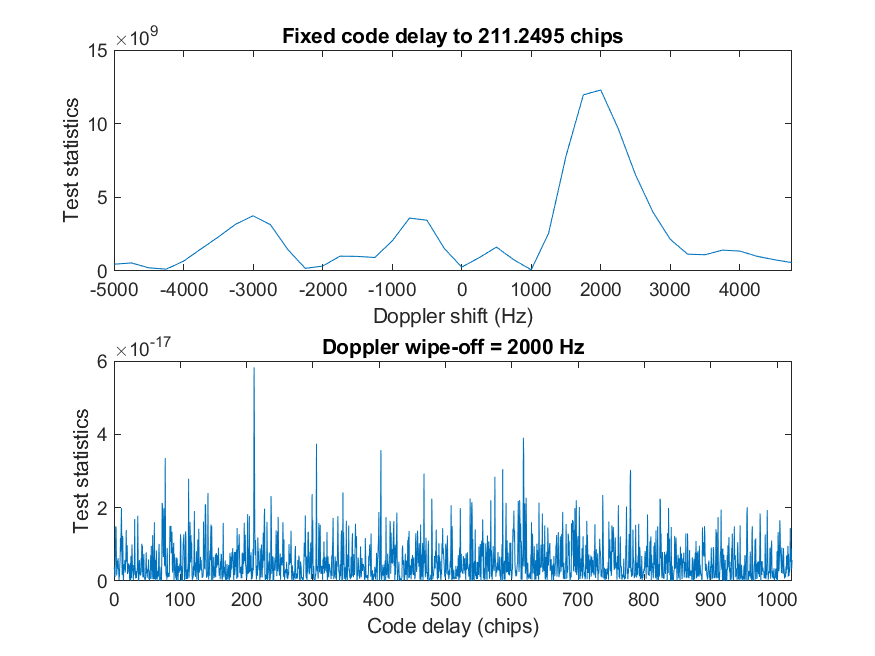 Fixed code delay to 211.2495 chips
×10^9
15
10
5
0
Test statistics
-5000 -4000 -3000 -2000 -1000 0 1000 2000 3000 4000
Doppler shift (Hz)
Doppler wipe-off = 2000 Hz
×10^-17
6
4
2
0
Test statistics
0 100 200 300 400 500 600 700 800 900 1000
Code delay (chips)